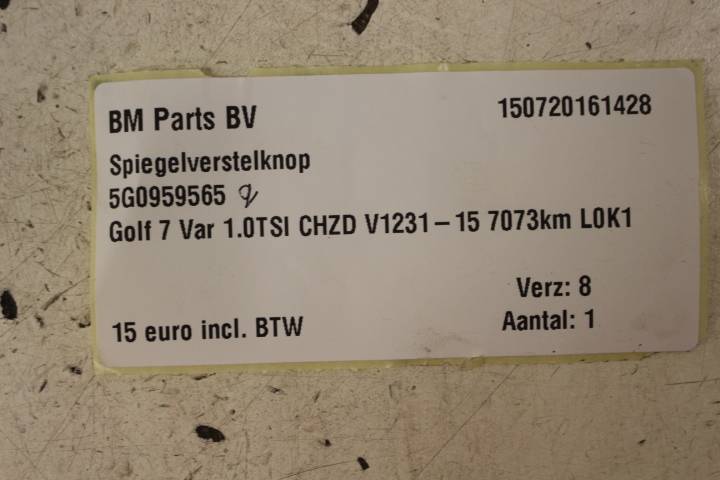 BM Parts BV 150720161428
Spiegelverstelknop
5G0959565
Golf 7 Var 1.0TSI CHZD V1231-15 7073km L0K1
Verz: 8
15 euro incl. BTW Aantal: 1